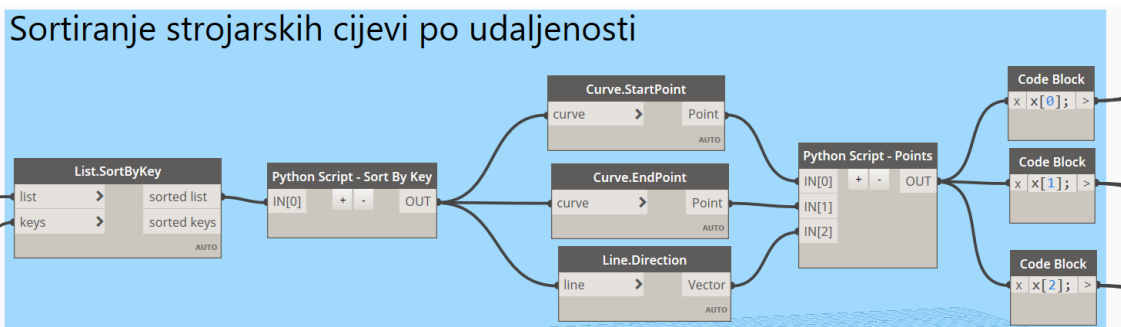 Sortiranje strojarskih cijevi po udaljenosti
List.SortByKey
list > sorted list
keys > sorted keys
AUTO
Python Script - Sort By Key
IN[0] + - OUT
Curve.StartPoint
curve > Point
AUTO
Curve.EndPoint
curve > Point
AUTO
Line.Direction
line > Vector
AUTO
Python Script - Points
IN[0] + - OUT
IN[1]
IN[2]
Code Block
x x[0]; >
Code Block
x x[1]; >
Code Block
x x[2]; >